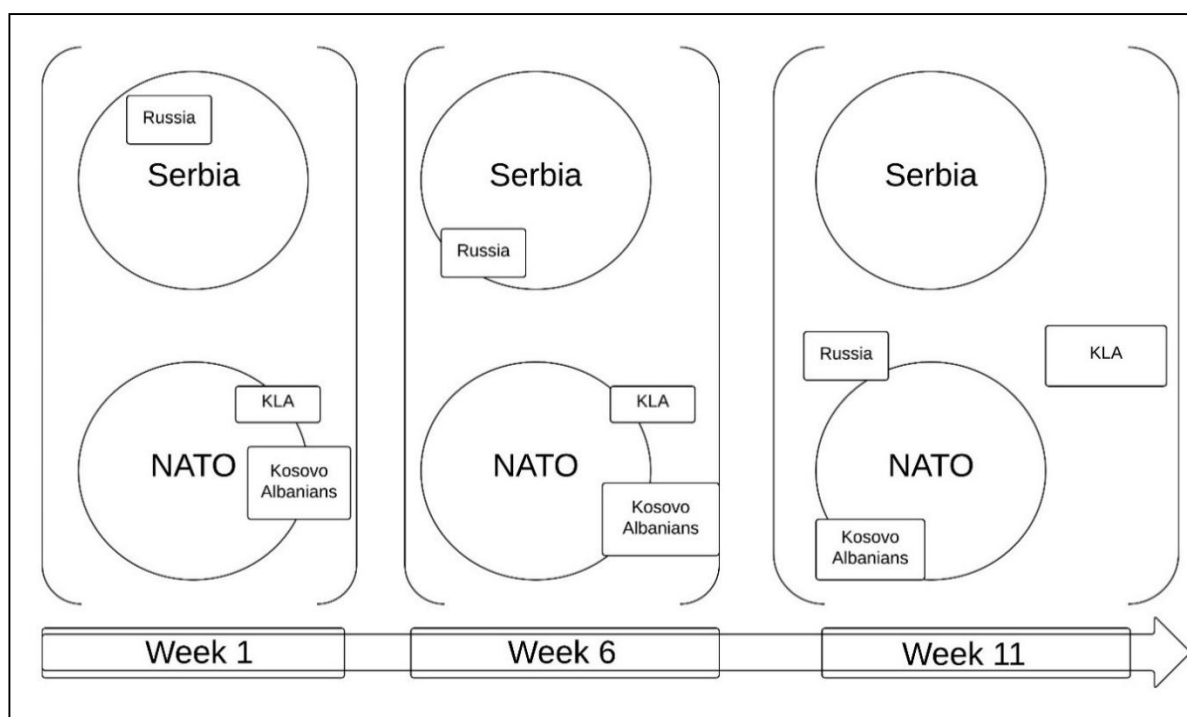 Russia
Serbia
KLA
NATO
Kosovo
Albanians
Serbia
Russia
KLA
NATO
Kosovo
Albanians
Serbia
Russia
KLA
NATO
Kosovo
Albanians
Week 1
Week 6
Week 11